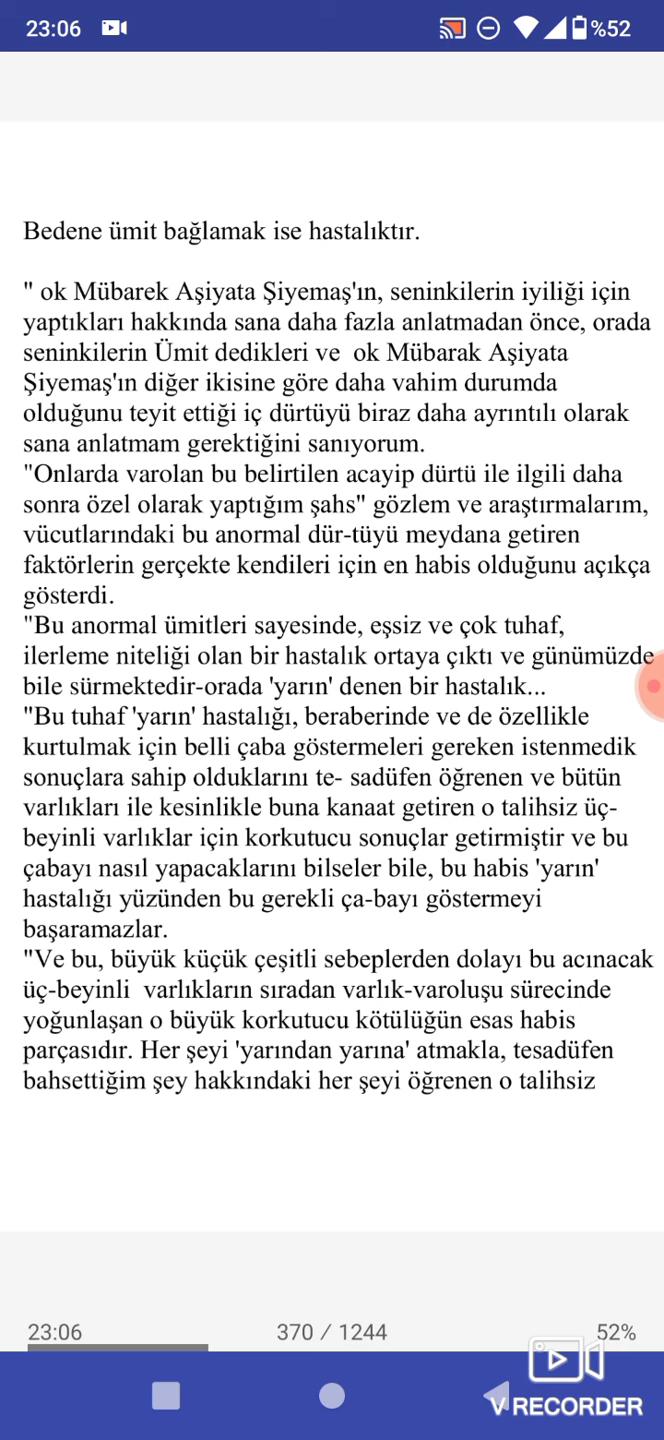 23:06
%52
Bedene ümit bağlamak ise hastalıktır.
" ok Mübarek Aşiyata Şiyemaş'ın, seninkilerin iyiliği için
yaptıkları hakkında sana daha fazla anlatmadan önce, orada
seninkilerin Ümit dedikleri ve  ok Mübarak Aşiyata
Şiyemaş'ın diğer ikisine göre daha vahim durumda
olduğunu teyit ettiği iç dürtüyü biraz daha ayrıntılı olarak
sana anlatmam gerektiğini sanıyorum.
"Onlarda varolan bu belirtilen acayip dürtü ile ilgili daha
sonra özel olarak yaptığım şahs" gözlem ve araştırmalarım,
vücutlarındaki bu anormal dür-tüyü meydana getiren
faktörlerin gerçekte kendileri için en habis olduğunu açıkça
gösterdi.
"Bu anormal ümitleri sayesinde, eşsiz ve çok tuhaf,
ilerleme niteliği olan bir hastalık ortaya çıktı ve günümüzde
bile sürmektedir-orada 'yarın' denen bir hastalık...
"Bu tuhaf 'yarın' hastalığı, beraberinde ve de özellikle
kurtulmak için belli çaba göstermeleri gereken istenmedik
sonuçlara sahip olduklarını te- sadüfen öğrenen ve bütün
varlıkları ile kesinlikle buna kanaat getiren o talihsiz üç-
beyinli varlıklar için korkutucu sonuçlar getirmiştir ve bu
çabayı nasıl yapacaklarını bilseler bile, bu habis 'yarın'
hastalığı yüzünden bu gerekli ça-bayı göstermeyi
başaramazlar.
"Ve bu, büyük küçük çeşitli sebeplerden dolayı bu acınacak
üç-beyinli  varlıkların sıradan varlık-varoluşu sürecinde
yoğunlaşan o büyük korkutucu kötülüğün esas habis
parçasıdır. Her şeyi 'yarından yarına' atmakla, tesadüfen
bahsettiğim şey hakkındaki her şeyi öğrenen o talihsiz
23:06
370 / 1244
52%
V RECORDER